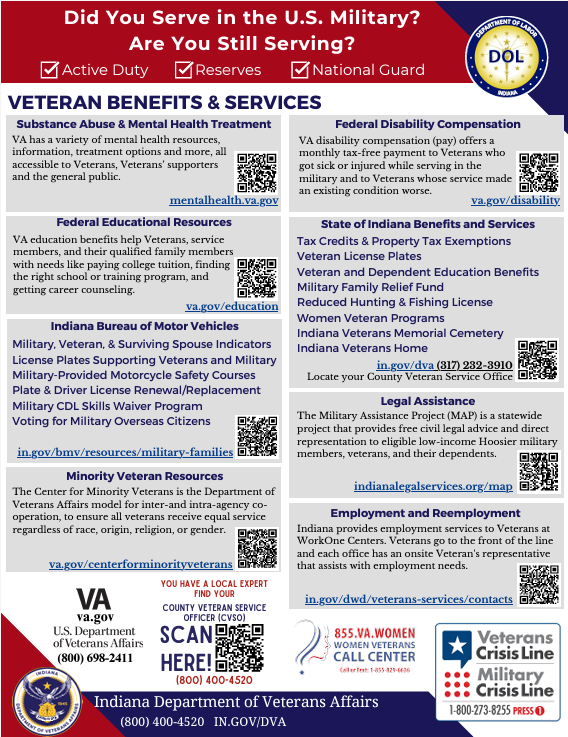 Did You Serve in the U.S. Military?
Are You Still Serving?
Active Duty
Reserves
National Guard
DEPARTMENT OF LABOR
DOL
INDIANA
VETERAN BENEFITS & SERVICES
Substance Abuse & Mental Health Treatment
VA has a variety of mental health resources,
information, treatment options and more, all
accessible to Veterans, Veterans' supporters
and the general public.
mentalhealth.va.gov
Federal Educational Resources
VA education benefits help Veterans, service
members, and their qualified family members
with needs like paying college tuition, finding
the right school or training program, and
getting career counseling.
va.gov/education
Indiana Bureau of Motor Vehicles
Military, Veteran, & Surviving Spouse Indicators
License Plates Supporting Veterans and Military
Military-Provided Motorcycle Safety Courses
Plate & Driver License Renewal/Replacement
Military CDL Skills Waiver Program
Voting for Military Overseas Citizens
in.gov/bmv/resources/military-families
Minority Veteran Resources
The Center for Minority Veterans is the Department of
Veterans Affairs model for inter-and intra-agency co-
operation, to ensure all veterans receive equal service
regardless of race, origin, religion, or gender.
va.gov/centerforminorityveterans
Federal Disability Compensation
VA disability compensation (pay) offers a
monthly tax-free payment to Veterans who
got sick or injured while serving in the
military and to Veterans whose service made
an existing condition worse.
va.gov/disability
State of Indiana Benefits and Services
Tax Credits & Property Tax Exemptions
Veteran License Plates
Veteran and Dependent Education Benefits
Military Family Relief Fund
Reduced Hunting & Fishing License
Women Veteran Programs
Indiana Veterans Memorial Cemetery
Indiana Veterans Home
in.gov/dva (317) 232-3910
Locate your County Veteran Service Office
Legal Assistance
The Military Assistance Project (MAP) is a statewide
project that provides free civil legal advice and direct
representation to eligible low-income Hoosier military
members, veterans, and their dependents.
indianalegalservices.org/map
Employment and Reemployment
Indiana provides employment services to Veterans at
WorkOne Centers. Veterans go to the front of the line
and each office has an onsite Veteran's representative
that assists with employment needs.
in.gov/dwd/veterans-services/contacts
VA
va.gov
U.S. Department
of Veterans Affairs
(800) 698-2411
YOU HAVE A LOCAL EXPERT
FIND YOUR
COUNTY VETERAN SERVICE
OFFICER (CVSO)
SCAN
HERE!
(800) 400-4520
855.VA.WOMEN
WOMEN VETERANS
CALL CENTER
Call or Text: 1-855-829-6636
Veterans
Crisis Line
Military
Crisis Line
1-800-273-8255 PRESS 1
INDIANA
1945
DEPARTMENT OF VETERANS AFFAIRS
Indiana Department of Veterans Affairs
(800) 400-4520 IN.GOV/DVA